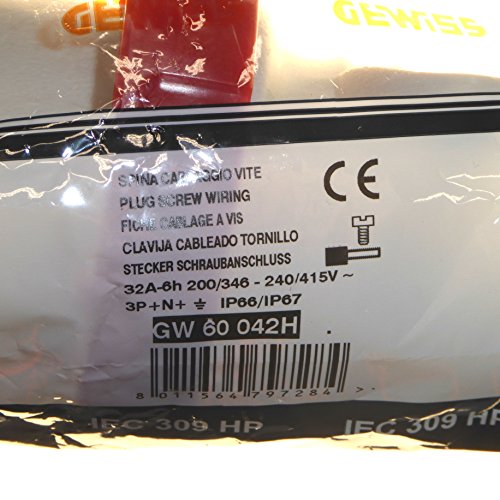 GEWISS
SPINA CABLAGGIO VITE
PLUG SCREW WIRING
FICHE CABLAGE A VIS
CLAVIJA CABLEADO TORNILLO
STECKER SCHRAUBANSCHLUSS
32A-6h 200/346 - 240/415V ~
3P+N+⏚ IP66/IP67
CE
GW 60 042H
8 011564 797284 >
IEC 309 HP IEC 309 HP